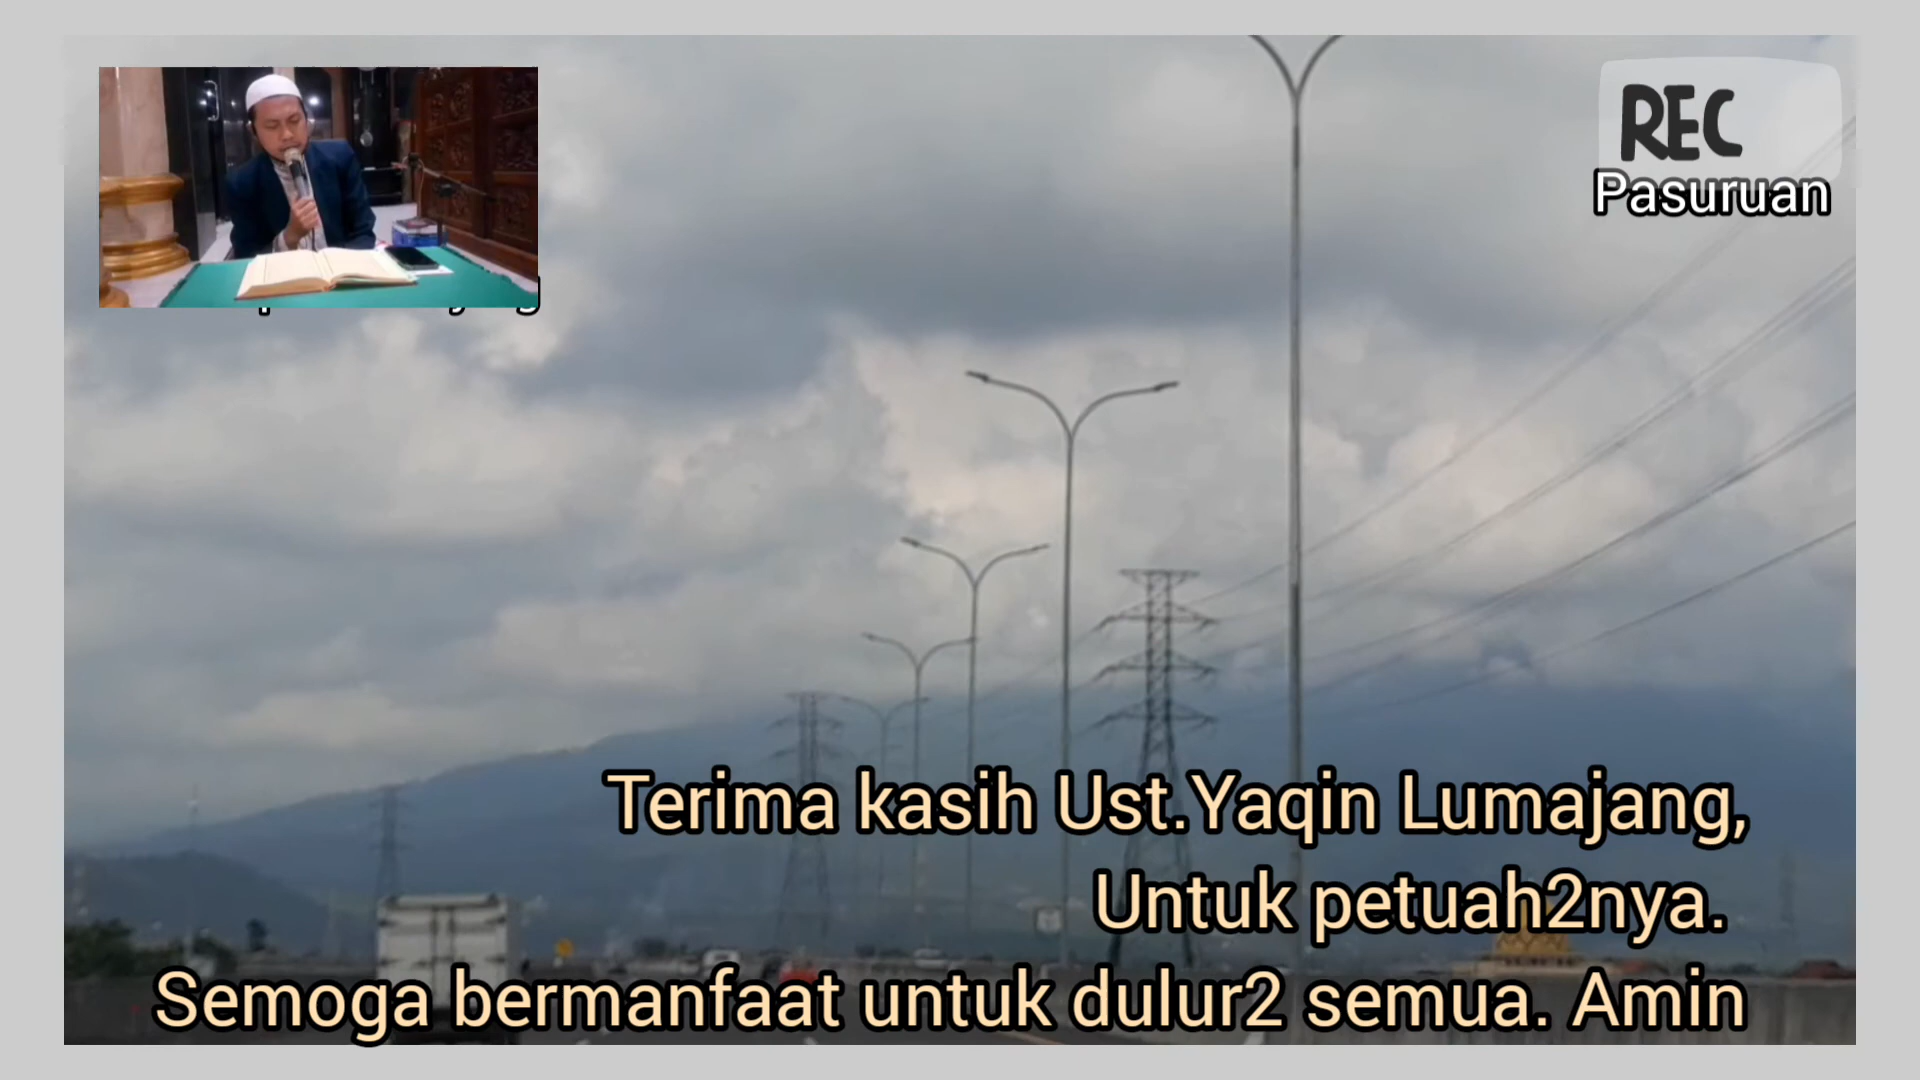 REC
Pasuruan
Terima kasih Ust.Yaqin Lumajang,
Untuk petuah2nya.
Semoga bermanfaat untuk dulur2 semua. Amin